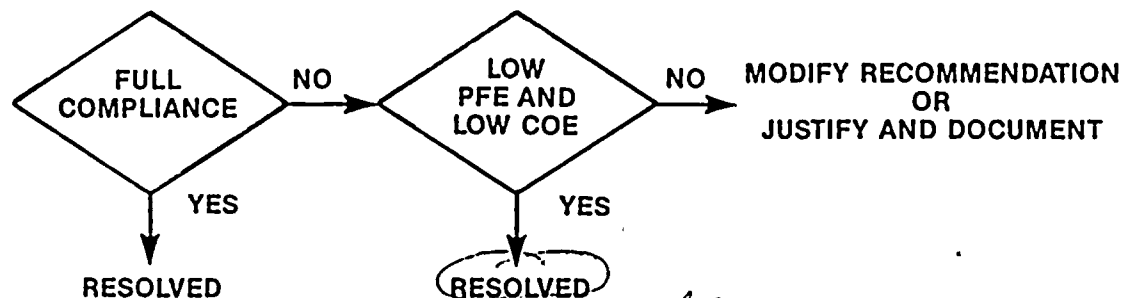 FULL
COMPLIANCE
NO
LOW
PFE AND
LOW COE
NO
MODIFY RECOMMENDATION
OR
JUSTIFY AND DOCUMENT
YES
YES
RESOLVED
RESOLVED